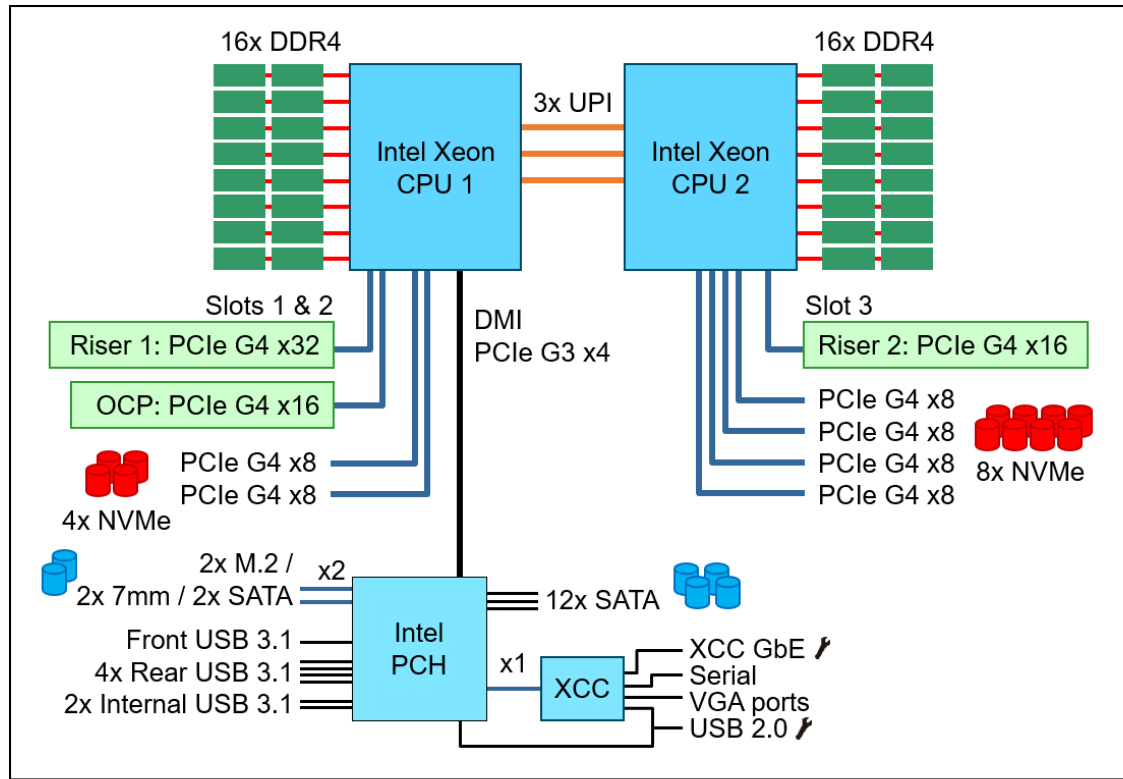 16x DDR4
16x DDR4
3x UPI
Intel Xeon
CPU 1
Intel Xeon
CPU 2
Slots 1 & 2
Riser 1: PCIe G4 x32
OCP: PCIe G4 x16
PCIe G4 x8
PCIe G4 x8
4x NVMe
DMI
PCIe G3 x4
Slot 3
Riser 2: PCIe G4 x16
PCIe G4 x8
PCIe G4 x8
PCIe G4 x8
PCIe G4 x8
8x NVMe
2x M.2 /
2x 7mm / 2x SATA
x2
12x SATA
Front USB 3.1
4x Rear USB 3.1
2x Internal USB 3.1
Intel
PCH
x1
XCC
XCC GbE
Serial
VGA ports
USB 2.0